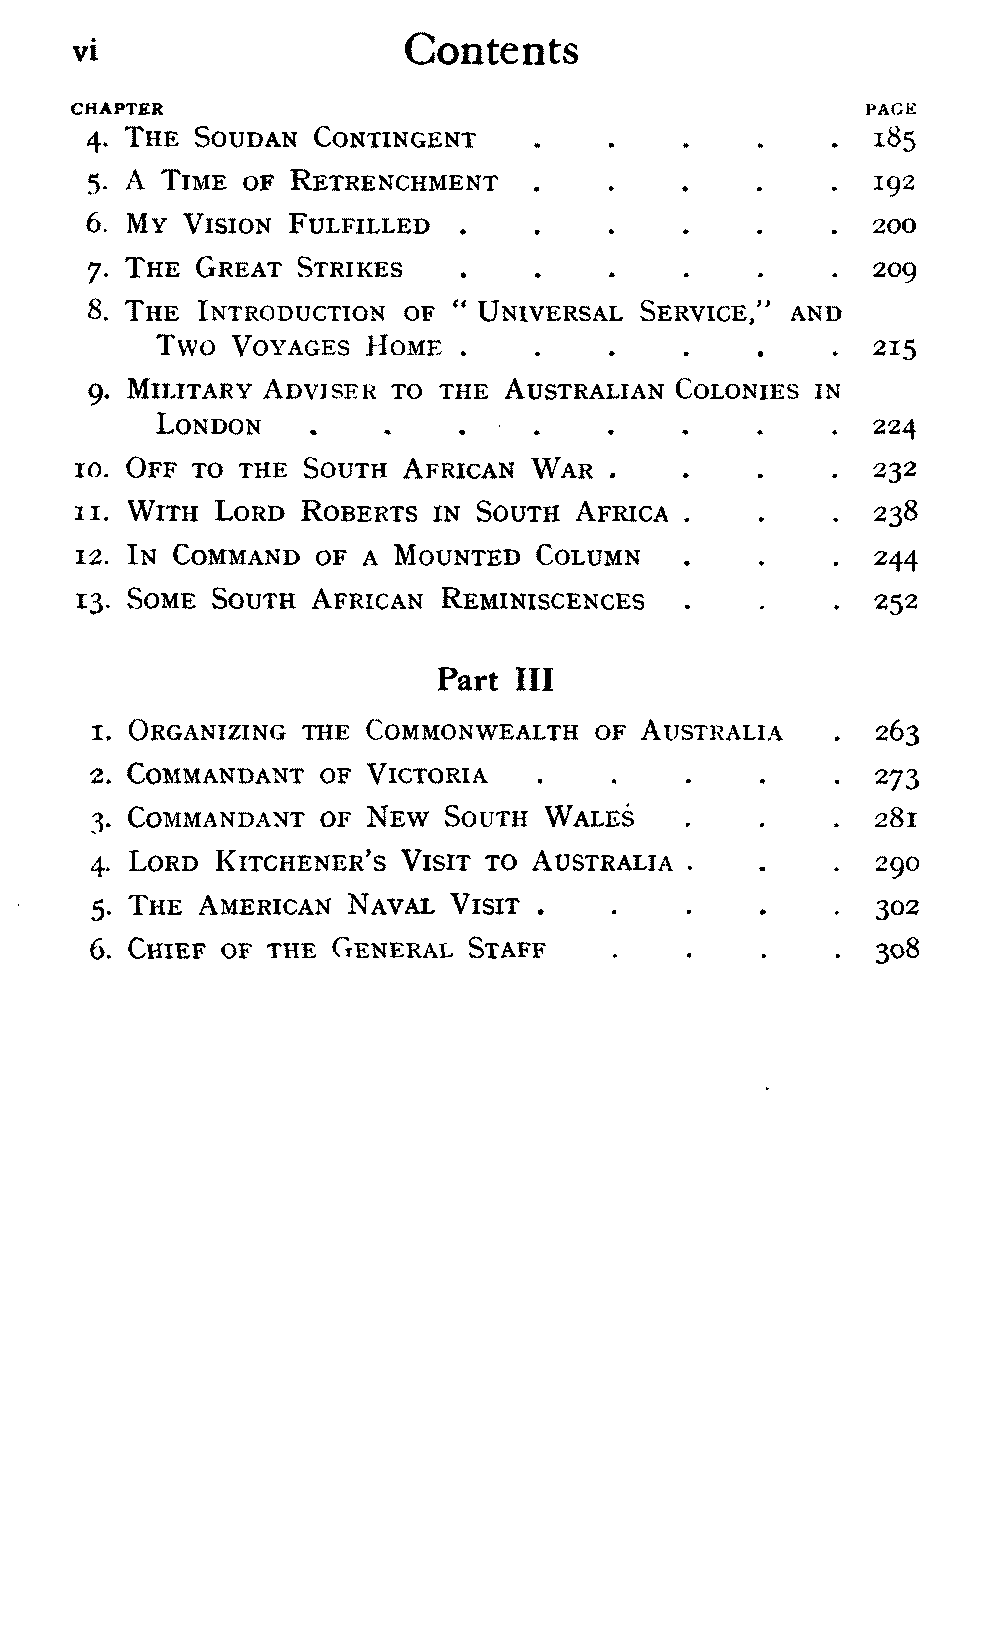 vi Contents
CHAPTER PAGE
4. THE SOUDAN CONTINGENT . . . . . 185
5. A TIME OF RETRENCHMENT . . . . . 192
6. MY VISION FULFILLED . . . . . . 200
7. THE GREAT STRIKES . . . . . . 209
8. THE INTRODUCTION OF "UNIVERSAL SERVICE," AND
TWO VOYAGES HOME . . . . . . 215
9. MILITARY ADVISER TO THE AUSTRALIAN COLONIES IN
LONDON . . . . . . . . 224
10. OFF TO THE SOUTH AFRICAN WAR . . . . 232
11. WITH LORD ROBERTS IN SOUTH AFRICA . . . 238
12. IN COMMAND OF A MOUNTED COLUMN . . . 244
13. SOME SOUTH AFRICAN REMINISCENCES . . . 252
Part III
1. ORGANIZING THE COMMONWEALTH OF AUSTRALIA . 263
2. COMMANDANT OF VICTORIA . . . . . 273
3. COMMANDANT OF NEW SOUTH WALES . . . 281
4. LORD KITCHENER'S VISIT TO AUSTRALIA . . . 290
5. THE AMERICAN NAVAL VISIT . . . . . 302
6. CHIEF OF THE GENERAL STAFF . . . . 308